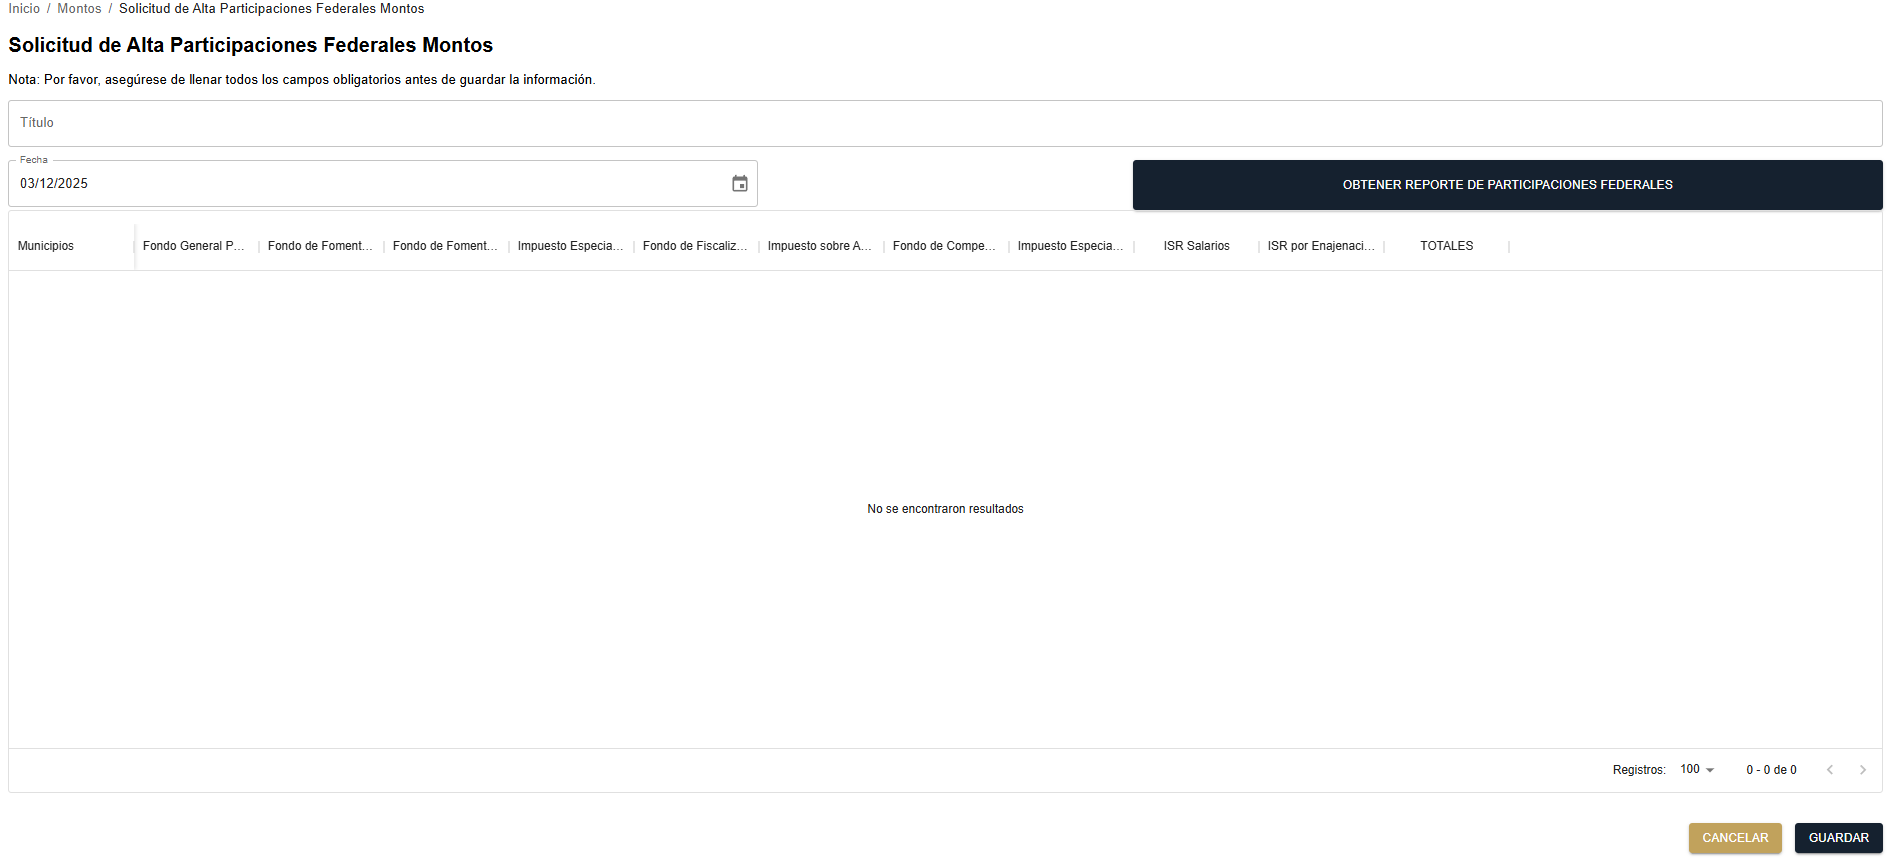 Inicio / Montos / Solicitud de Alta Participaciones Federales Montos
Solicitud de Alta Participaciones Federales Montos
Nota: Por favor, asegúrese de llenar todos los campos obligatorios antes de guardar la información.
Título
Fecha
03/12/2025
OBTENER REPORTE DE PARTICIPACIONES FEDERALES
Municipios Fondo General P... Fondo de Foment... Fondo de Foment... Impuesto Especia... Fondo de Fiscaliz... Impuesto sobre A... Fondo de Compe... Impuesto Especia... ISR Salarios ISR por Enajenaci... TOTALES
No se encontraron resultados
Registros: 100 0 - 0 de 0
CANCELAR GUARDAR